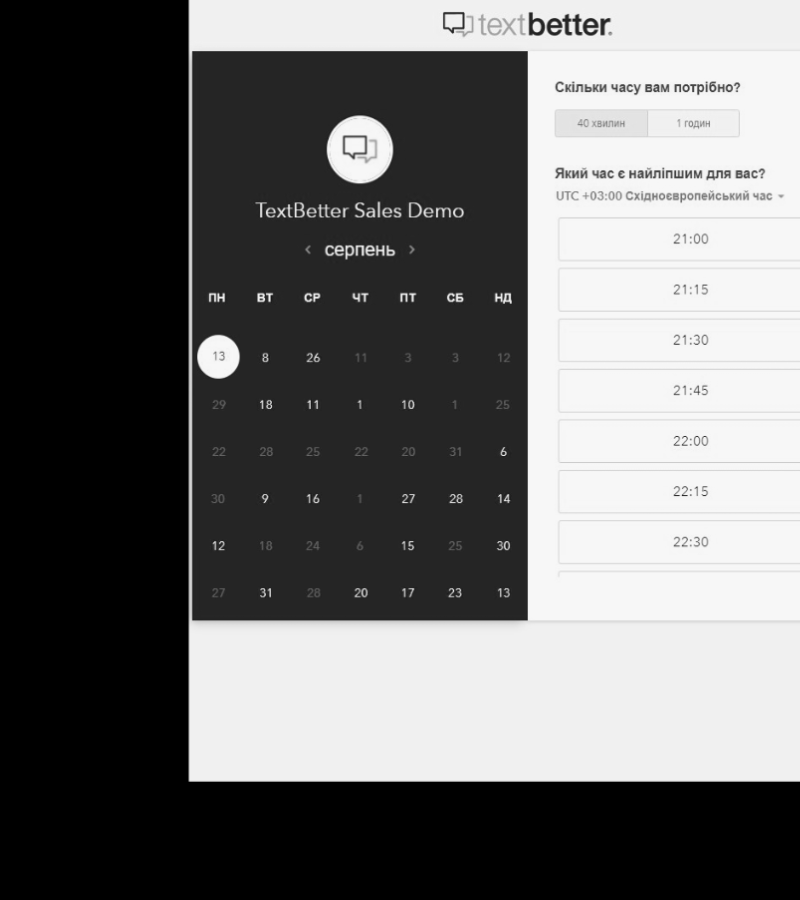 textbetter.
TextBetter Sales Demo
‹ серпень ›
ПН ВТ СР ЧТ ПТ СБ НД
13 8 26 11 3 3 12
29 18 11 1 10 1 25
22 28 25 22 20 31 6
30 9 16 1 27 28 14
12 18 24 6 15 25 30
27 31 28 20 17 23 13
Скільки часу вам потрібно?
40 хвилин 1 годин
Який час є найліпшим для вас?
UTC +03:00 Східноєвропейський час
21:00
21:15
21:30
21:45
22:00
22:15
22:30